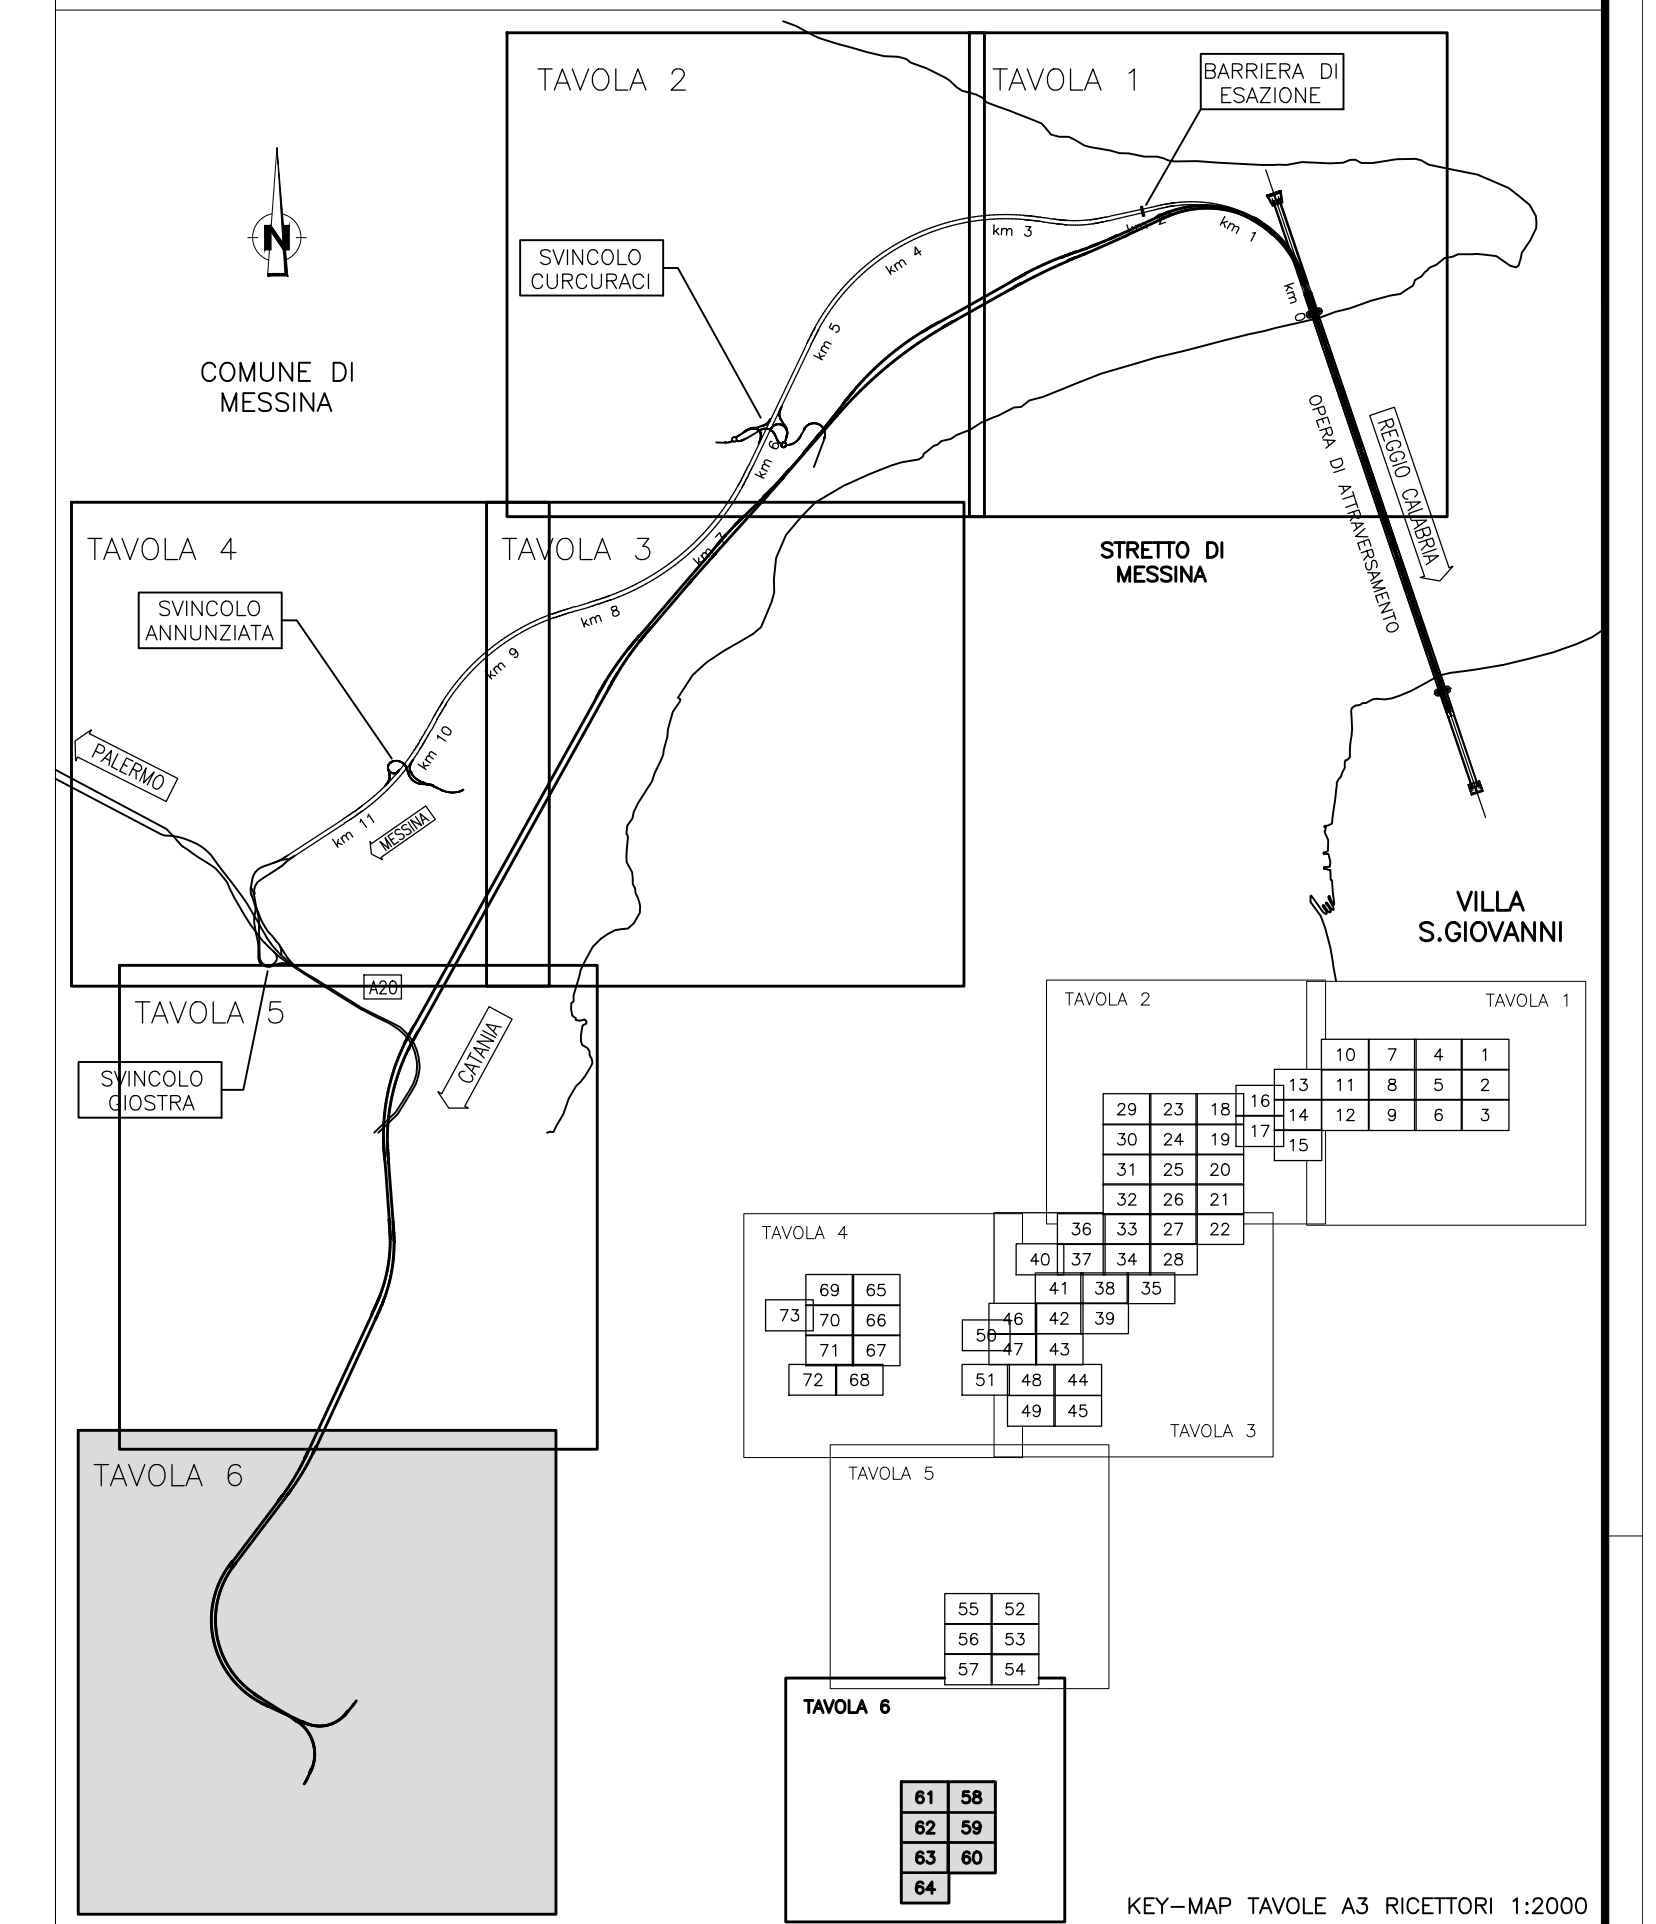 TAVOLA 2
TAVOLA 1
BARRIERA DI
ESAZIONE
N
SVINCOLO
CURCURACI
km 4
km 3
km 2
km 1
km 0
km 5
km 6
COMUNE DI
MESSINA
OPERA DI ATTRAVERSAMENTO
REGGIO CALABRIA
TAVOLA 4
TAVOLA 3
km 7
STRETTO DI
MESSINA
SVINCOLO
ANNUNZIATA
km 8
km 9
km 10
km 11
PALERMO
MESSINA
VILLA
S.GIOVANNI
A20
TAVOLA 5
CATANIA
SVINCOLO
GIOSTRA
TAVOLA 6
TAVOLA 2
TAVOLA 1
10 7 4 1
13 11 8 5 2
16 14 12 9 6 3
17 15
29 23 18
30 24 19
31 25 20
32 26 21
TAVOLA 4
36 33 27 22
40 37 34 28
69 65
41 38 35
73 70 66
46 42 39
50
71 67
47 43
72 68
51 48 44
49 45
TAVOLA 3
TAVOLA 5
55 52
56 53
57 54
TAVOLA 6
61 58
62 59
63 60
64
KEY-MAP TAVOLE A3 RICETTORI 1:2000